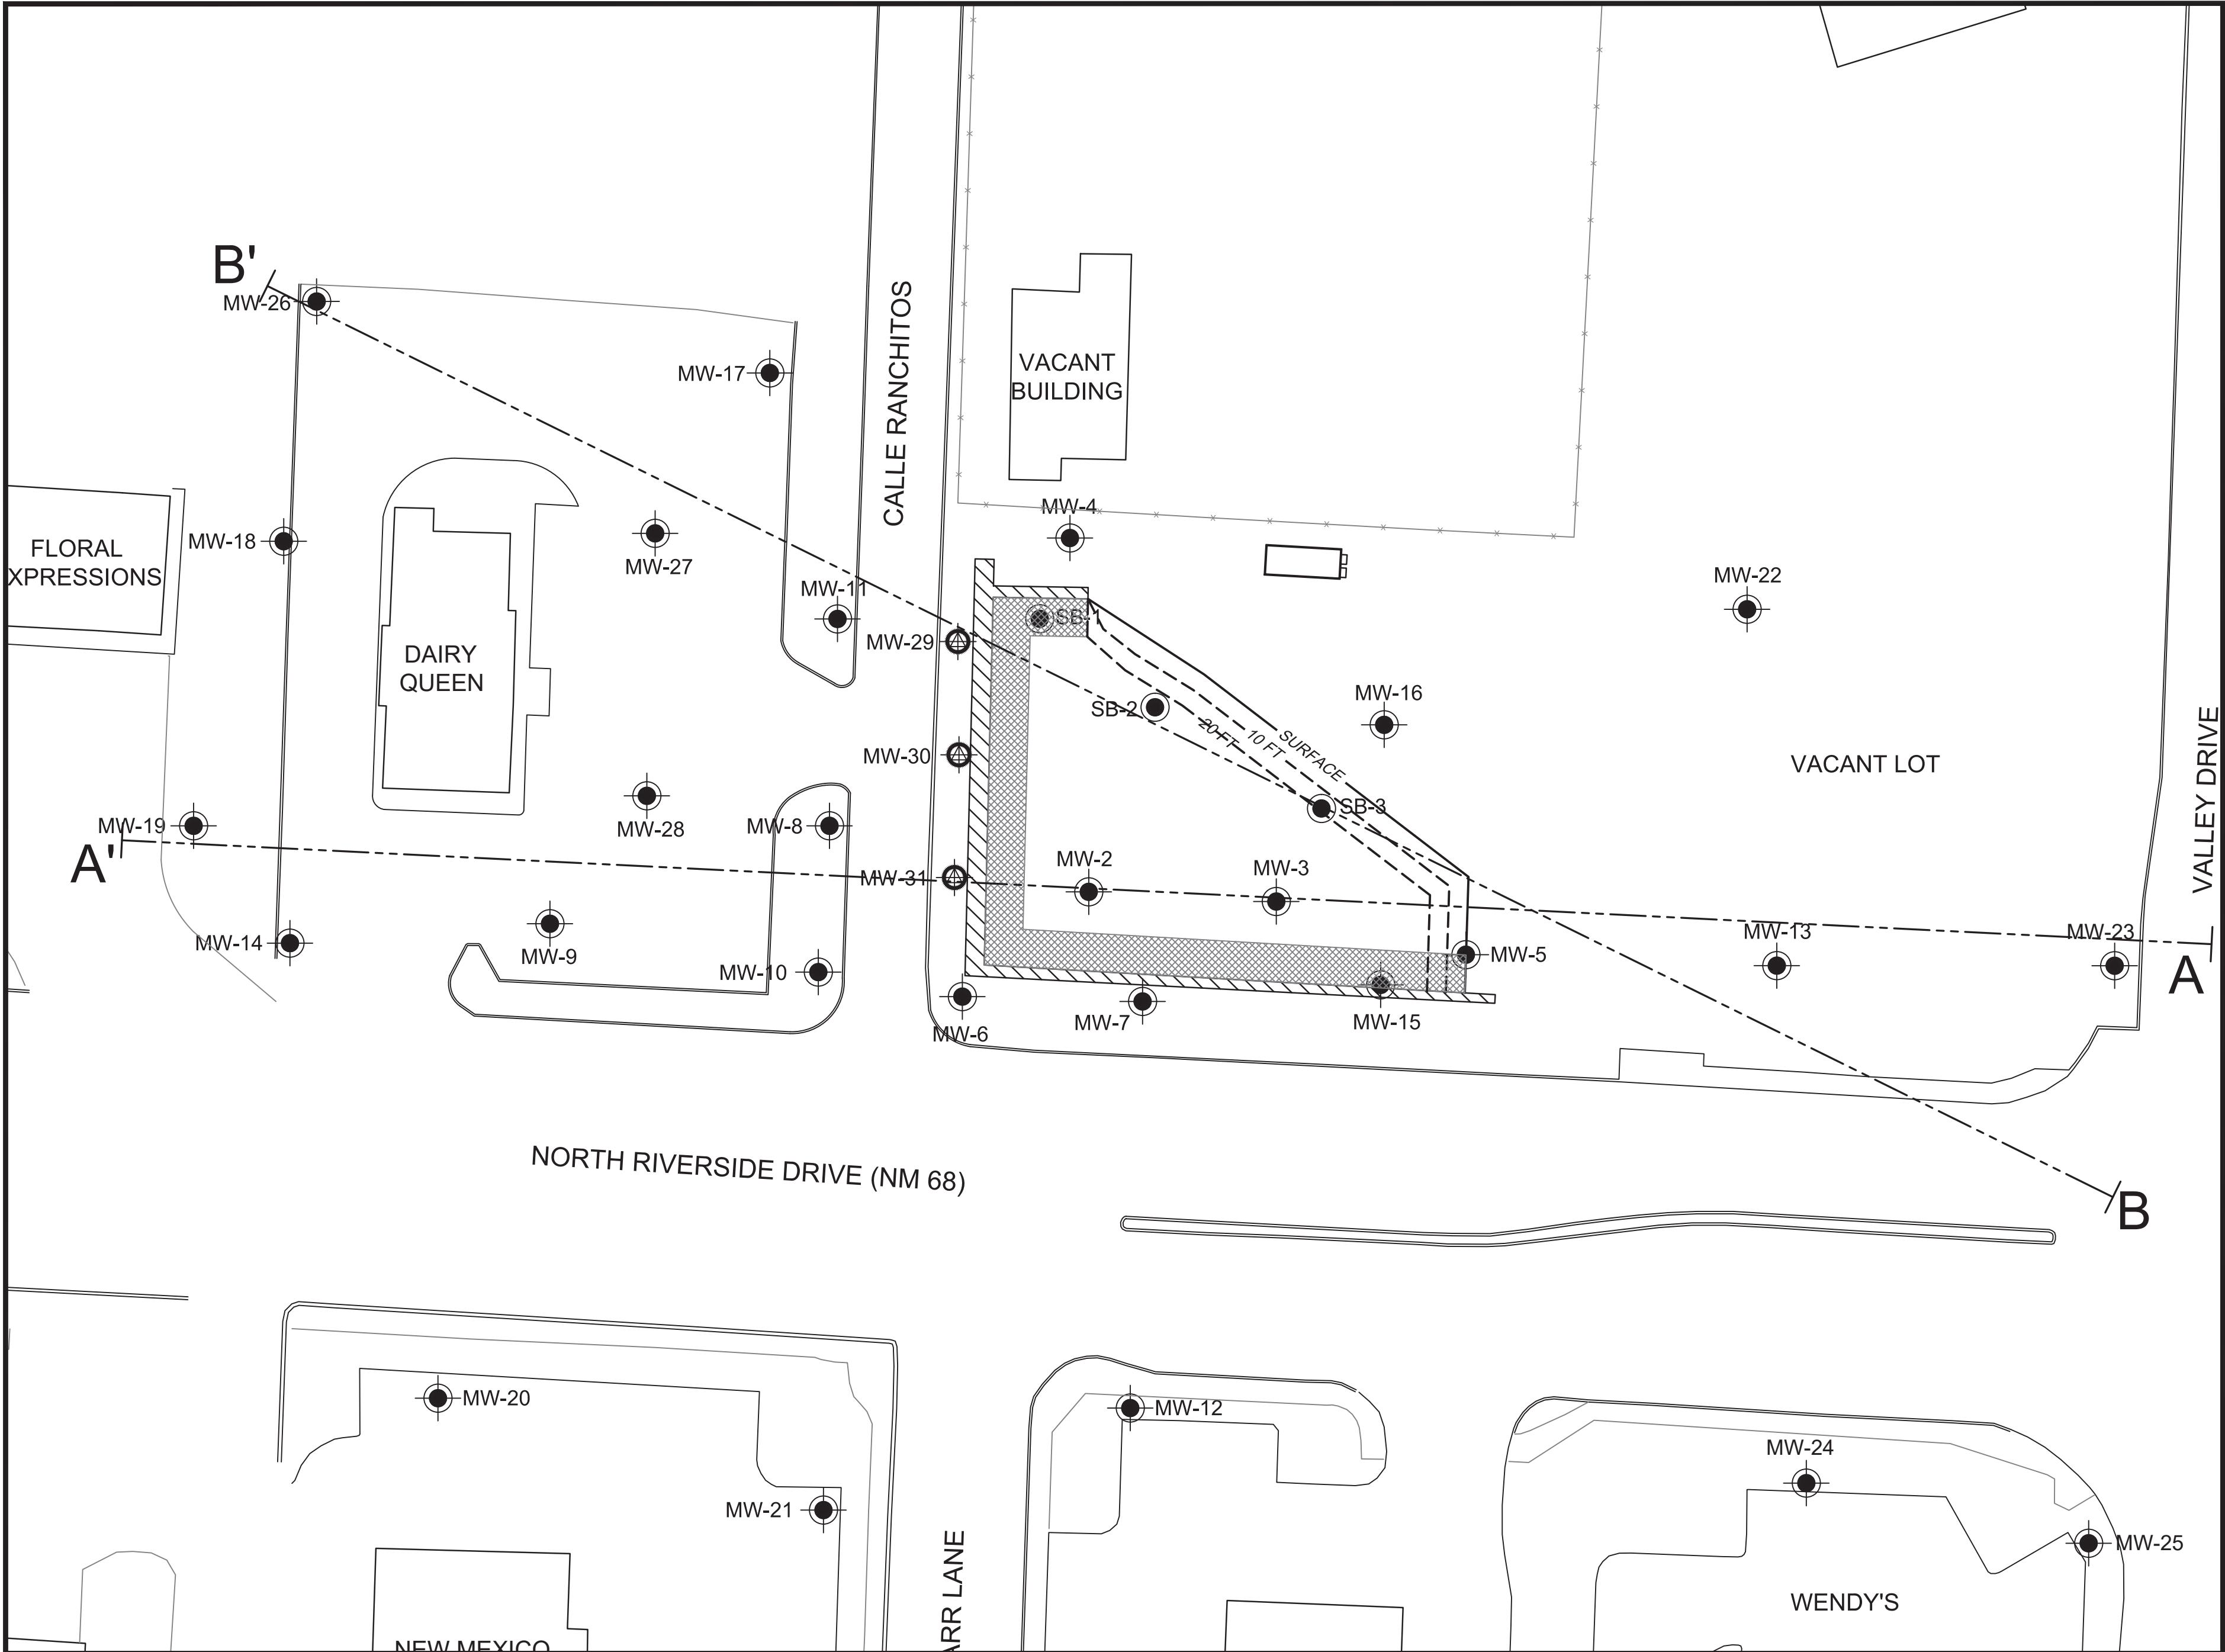 B'
MW-26
MW-17
CALLE RANCHITOS
VACANT
BUILDING
MW-4
FLORAL
XPRESSIONS
MW-18
MW-27
MW-11
SB-1
MW-29
MW-22
DAIRY
QUEEN
SB-2
MW-16
20 FT
10 FT
SURFACE
MW-30
VACANT LOT
VALLEY DRIVE
SB-3
MW-19
MW-28
MW-8
A'
MW-31
MW-2
MW-3
MW-14
MW-9
MW-10
MW-5
MW-13
MW-23
A
MW-6
MW-7
MW-15
NORTH RIVERSIDE DRIVE (NM 68)
B
MW-20
MW-12
MW-24
MW-21
MW-25
ARR LANE
WENDY'S
NEW MEXICO